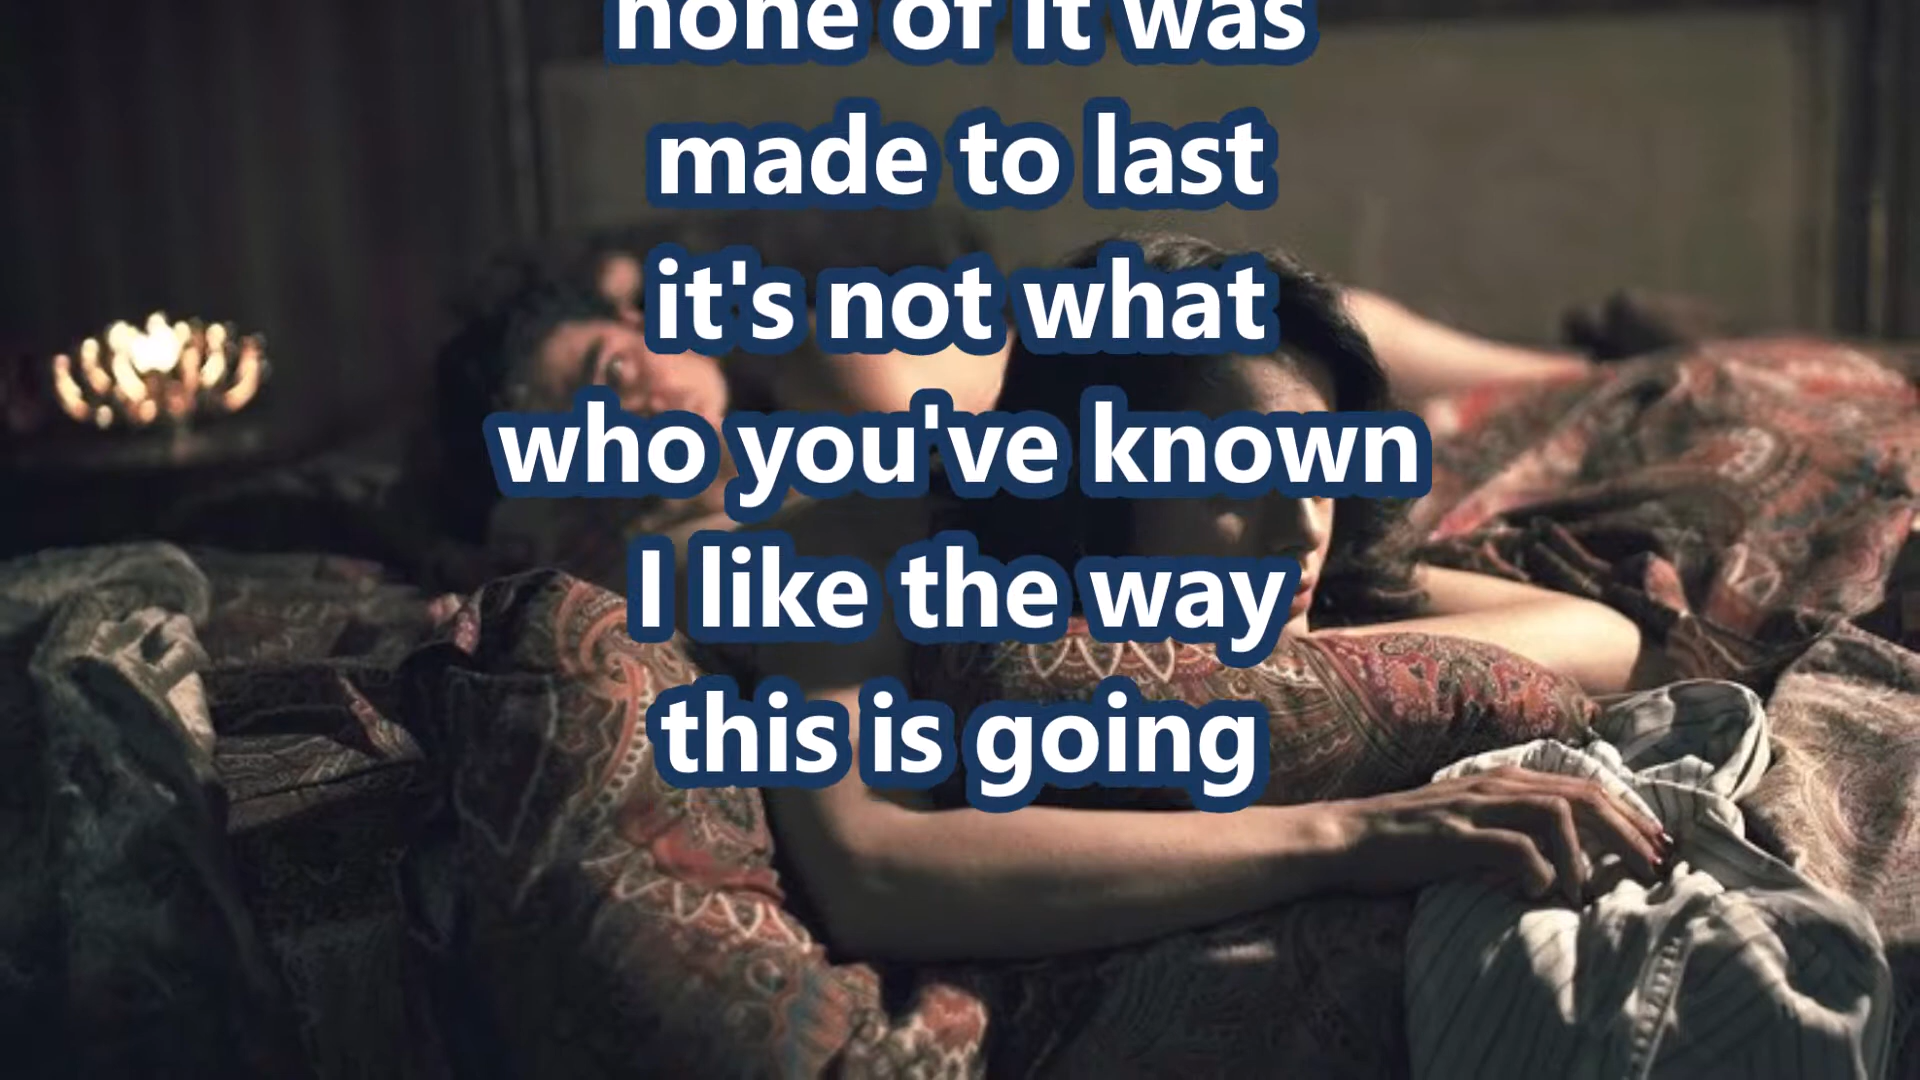 none of it was
made to last
it's not what
who you've known
I like the way
this is going